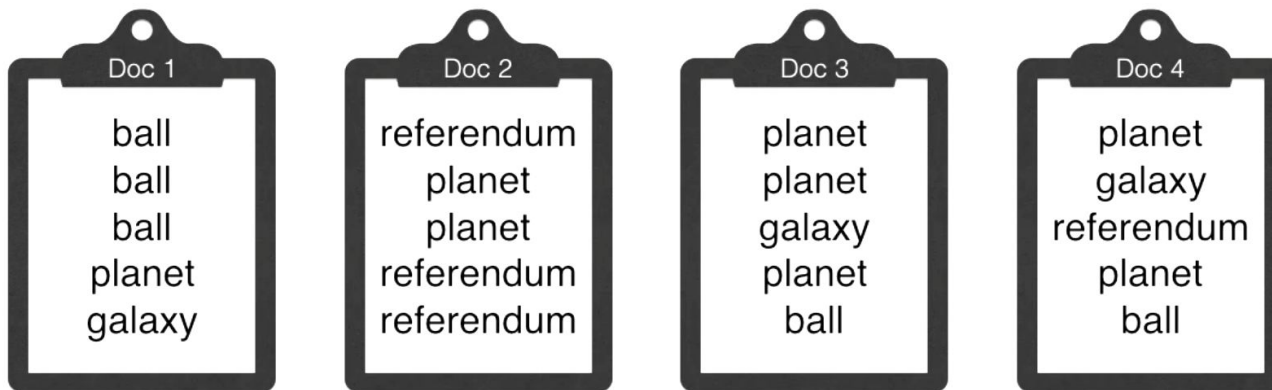 Doc 1
ball
ball
ball
planet
galaxy
Doc 2
referendum
planet
planet
referendum
referendum
Doc 3
planet
planet
galaxy
planet
ball
Doc 4
planet
galaxy
referendum
planet
ball